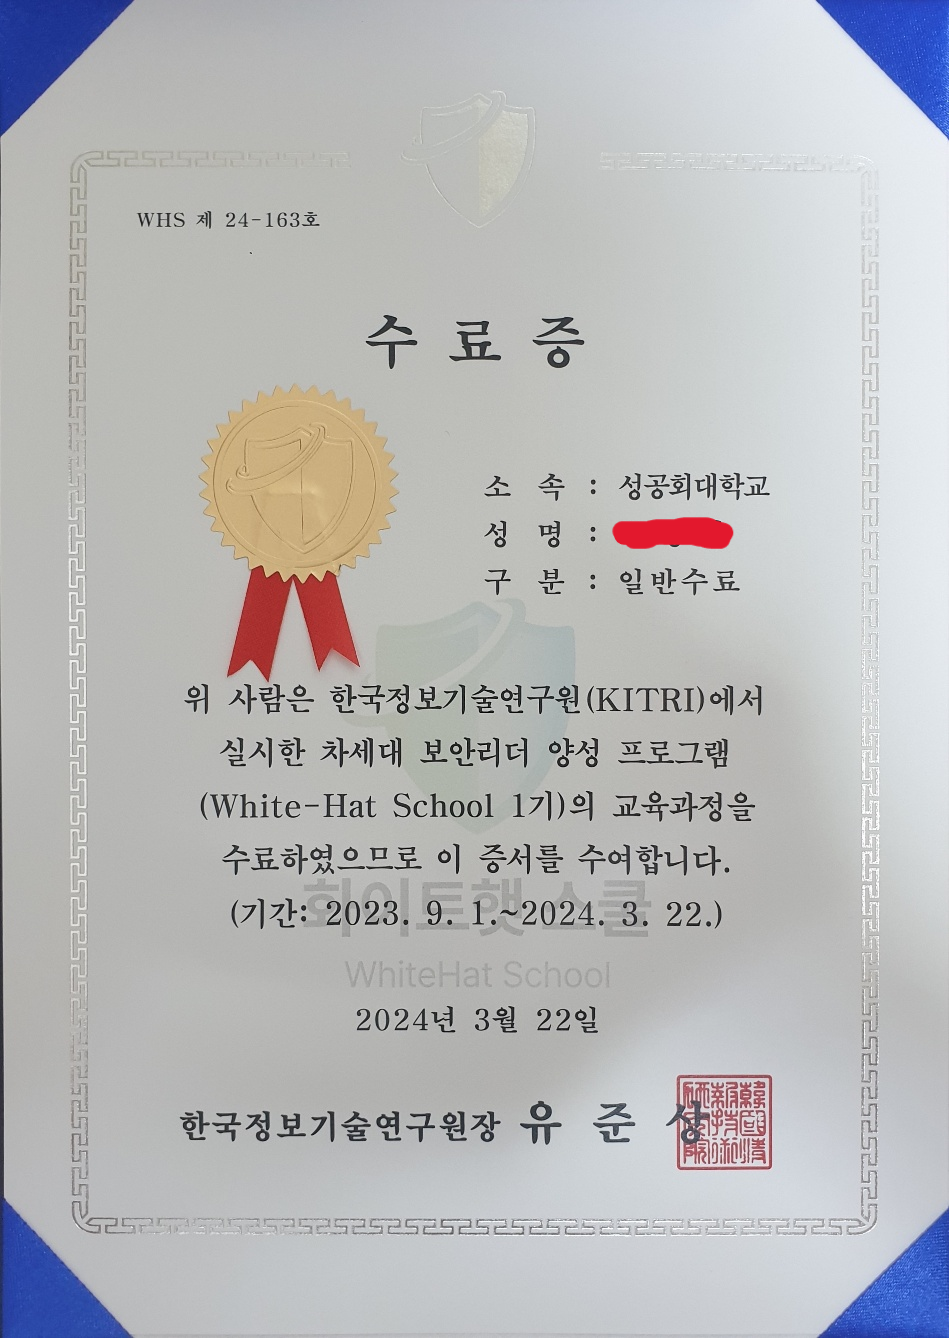 WHS 제 24-163호
수 료 증
소 속 : 성공회대학교
성 명 :
구 분 : 일반수료
위 사람은 한국정보기술연구원(KITRI)에서
실시한 차세대 보안리더 양성 프로그램
(White-Hat School 1기)의 교육과정을
수료하였으므로 이 증서를 수여합니다.
화이트햇 스쿨
(기간: 2023. 9. 1.~2024. 3. 22.)
WhiteHat School
2024년 3월 22일
한국정보기술연구원장 유 준 상